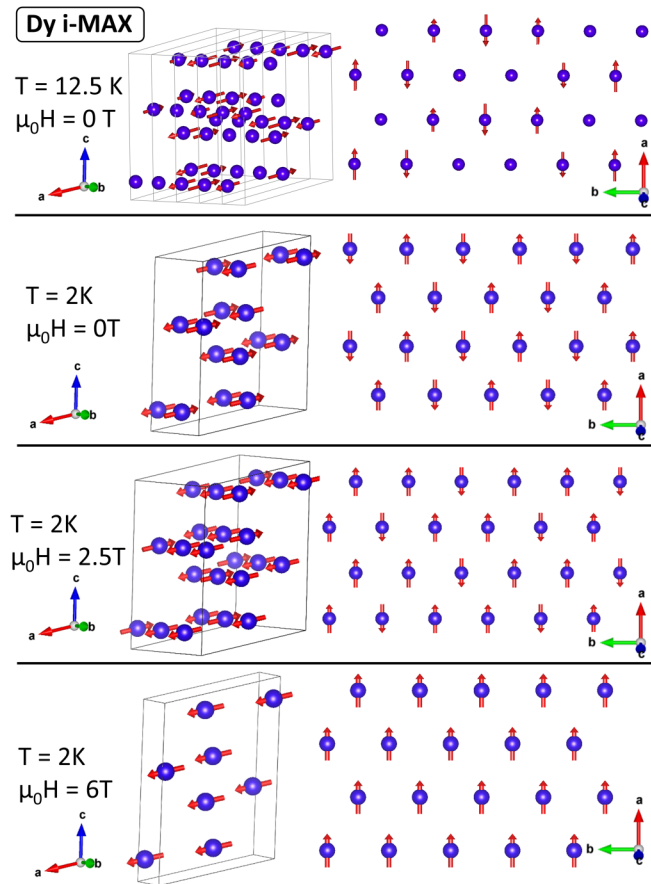 Dy i-MAX
T = 12.5 K
μ₀H = 0 T
c
a
b
a
b
c
T = 2K
μ₀H = 0T
c
a
b
a
b
c
T = 2K
μ₀H = 2.5T
c
a
b
a
b
c
T = 2K
μ₀H = 6T
c
a
b
a
b
c